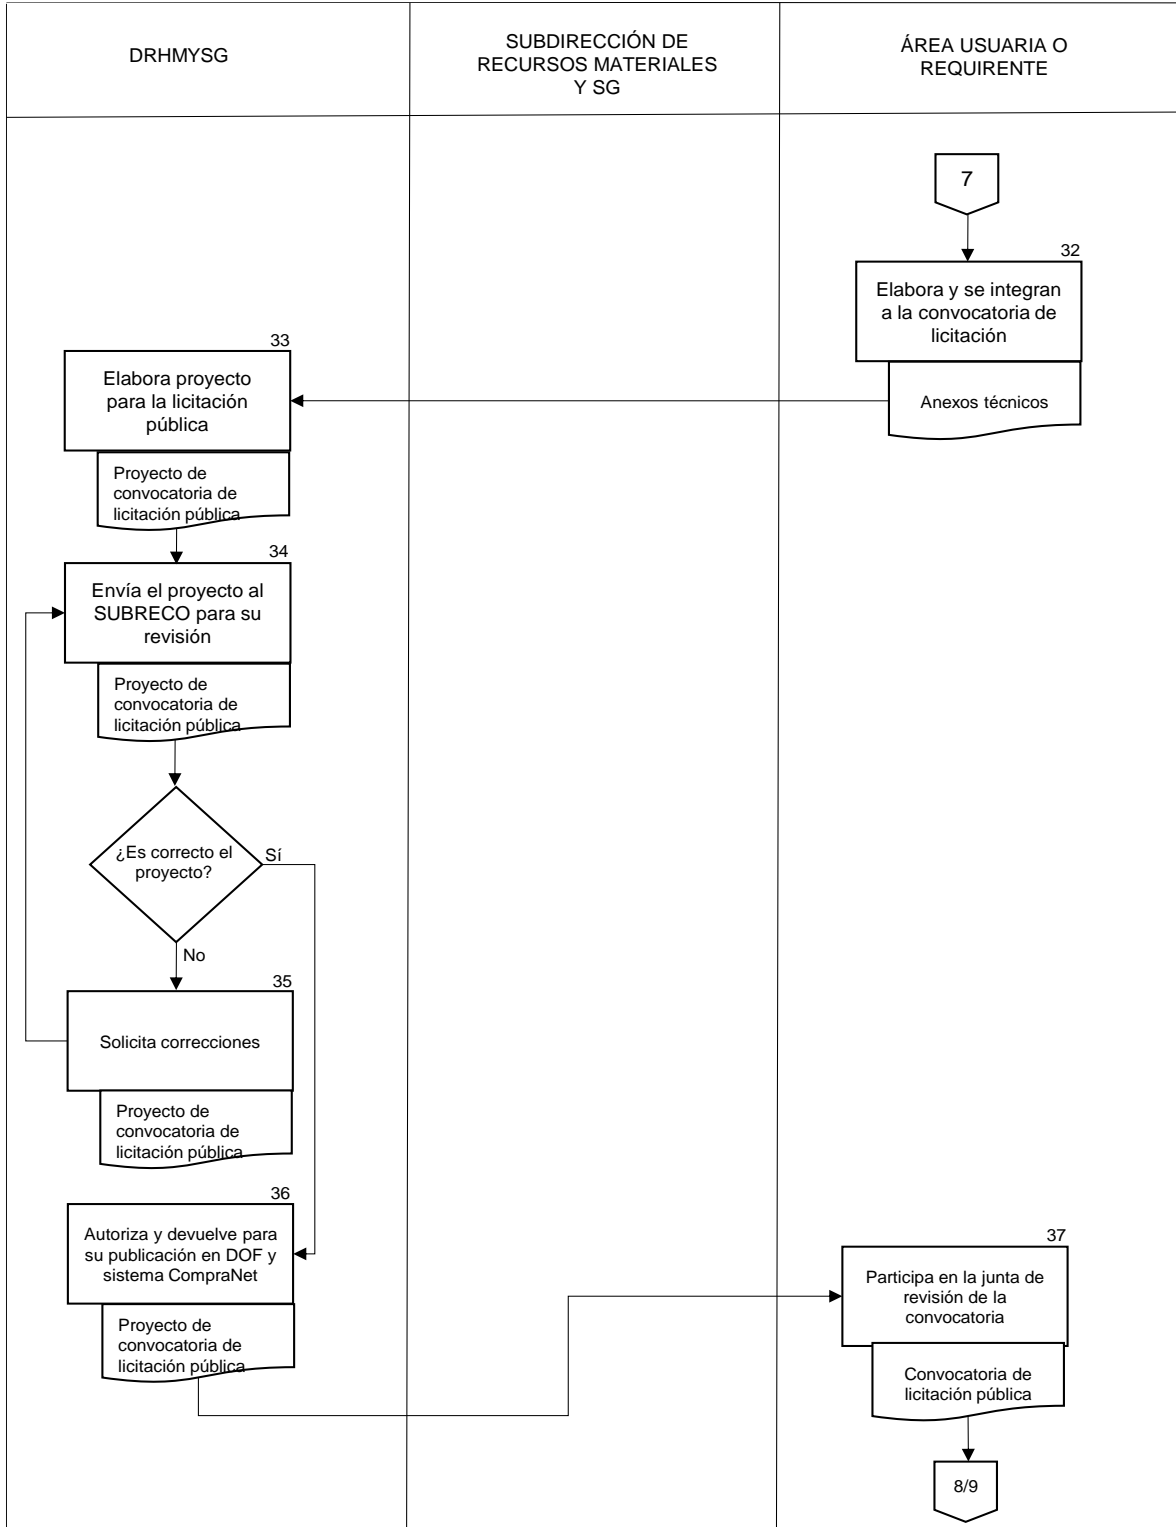 DRHMYSG
SUBDIRECCIÓN DE
RECURSOS MATERIALES
Y SG
ÁREA USUARIA O
REQUIRENTE
7
32
Elabora y se integran
a la convocatoria de
licitación
Anexos técnicos
33
Elabora proyecto
para la licitación
pública
Proyecto de
convocatoria de
licitación pública
34
Envía el proyecto al
SUBRECO para su
revisión
Proyecto de
convocatoria de
licitación pública
¿Es correcto el
proyecto?
Sí
No
35
Solicita correcciones
Proyecto de
convocatoria de
licitación pública
36
Autoriza y devuelve para
su publicación en DOF y
sistema CompraNet
Proyecto de
convocatoria de
licitación pública
37
Participa en la junta de
revisión de la
convocatoria
Convocatoria de
licitación pública
8/9